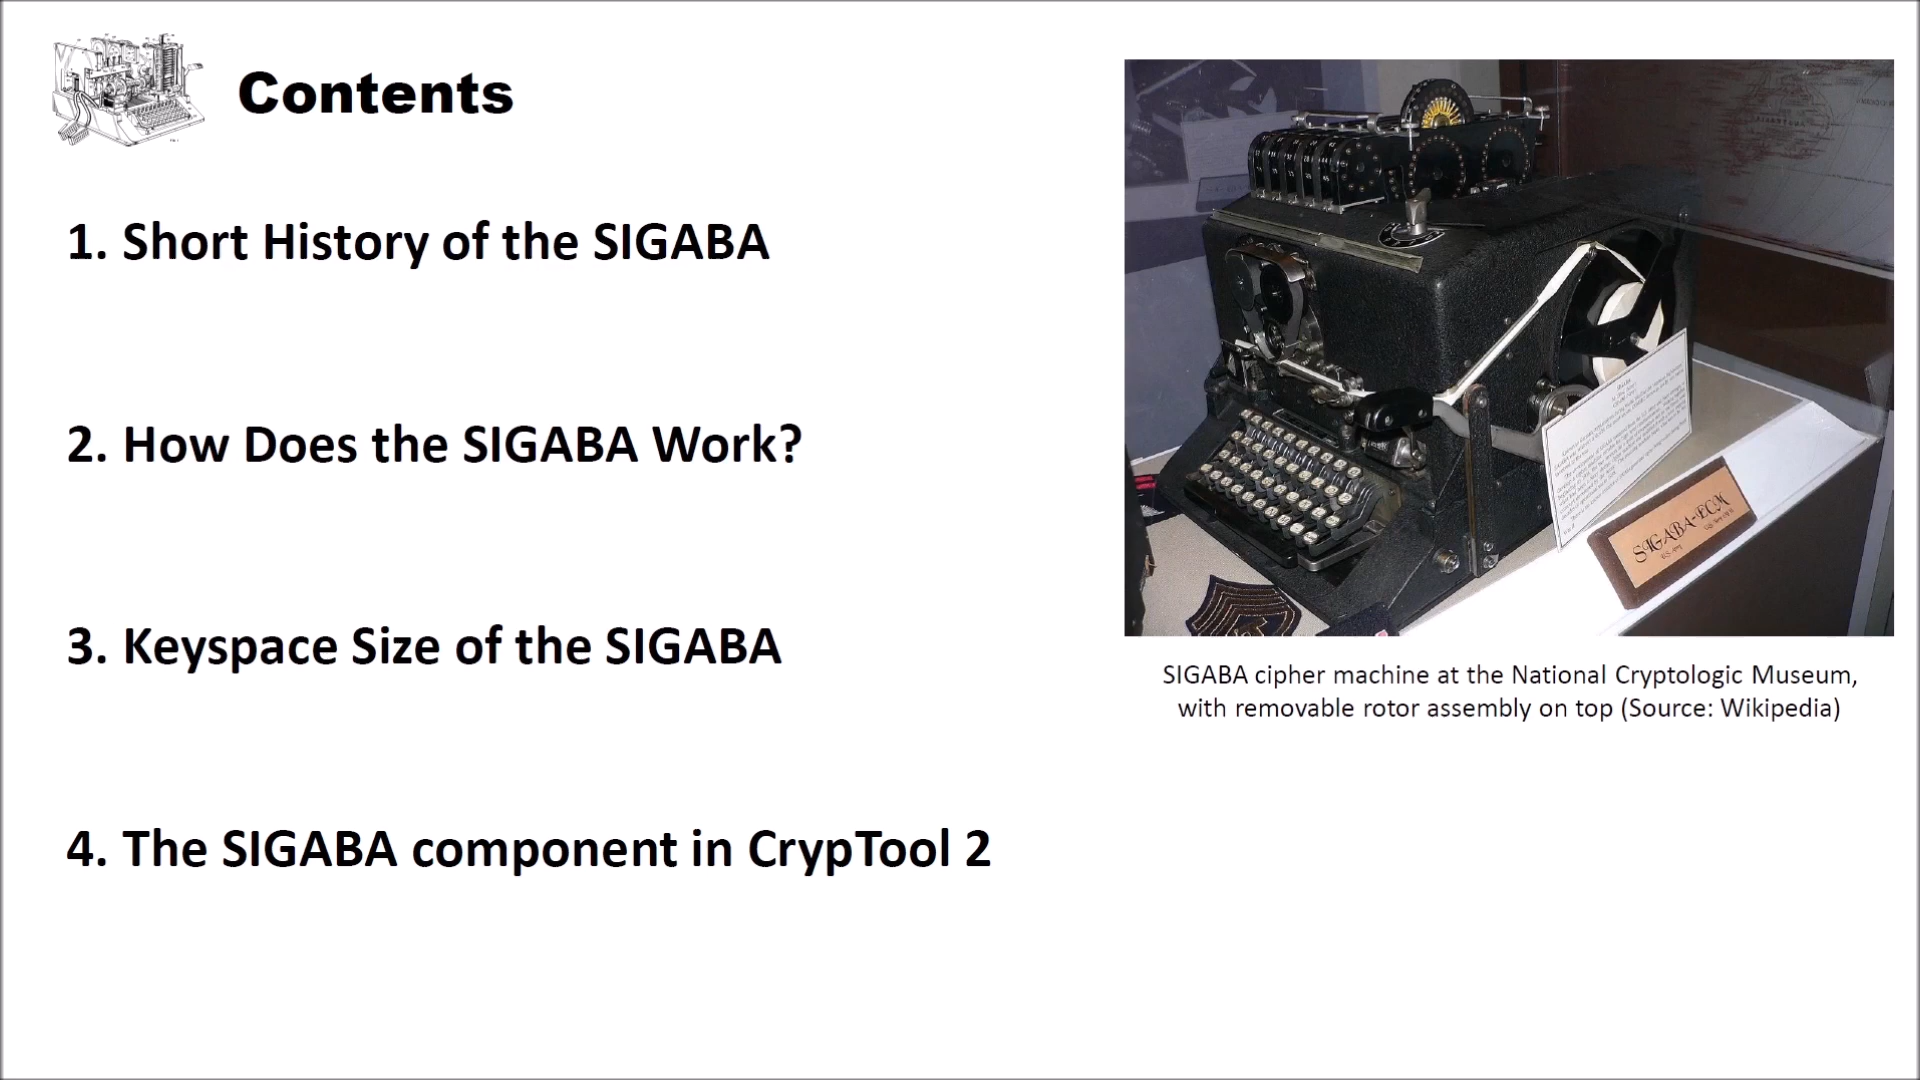 Contents
1. Short History of the SIGABA
2. How Does the SIGABA Work?
3. Keyspace Size of the SIGABA
4. The SIGABA component in CrypTool 2
SIGABA-ECM
SIGABA cipher machine at the National Cryptologic Museum,
with removable rotor assembly on top (Source: Wikipedia)